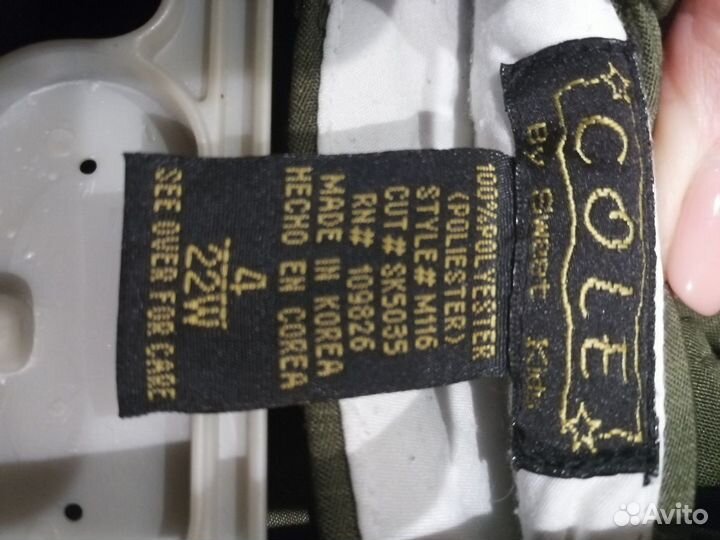 COLE
By Sweet Kids
100% POLYESTER
(POLIESTER)
STYLE# M116
CUT# SK5035
RN# 109826
MADE IN KOREA
HECHO EN COREA
4
22W
SEE OVER FOR CARE
Avito